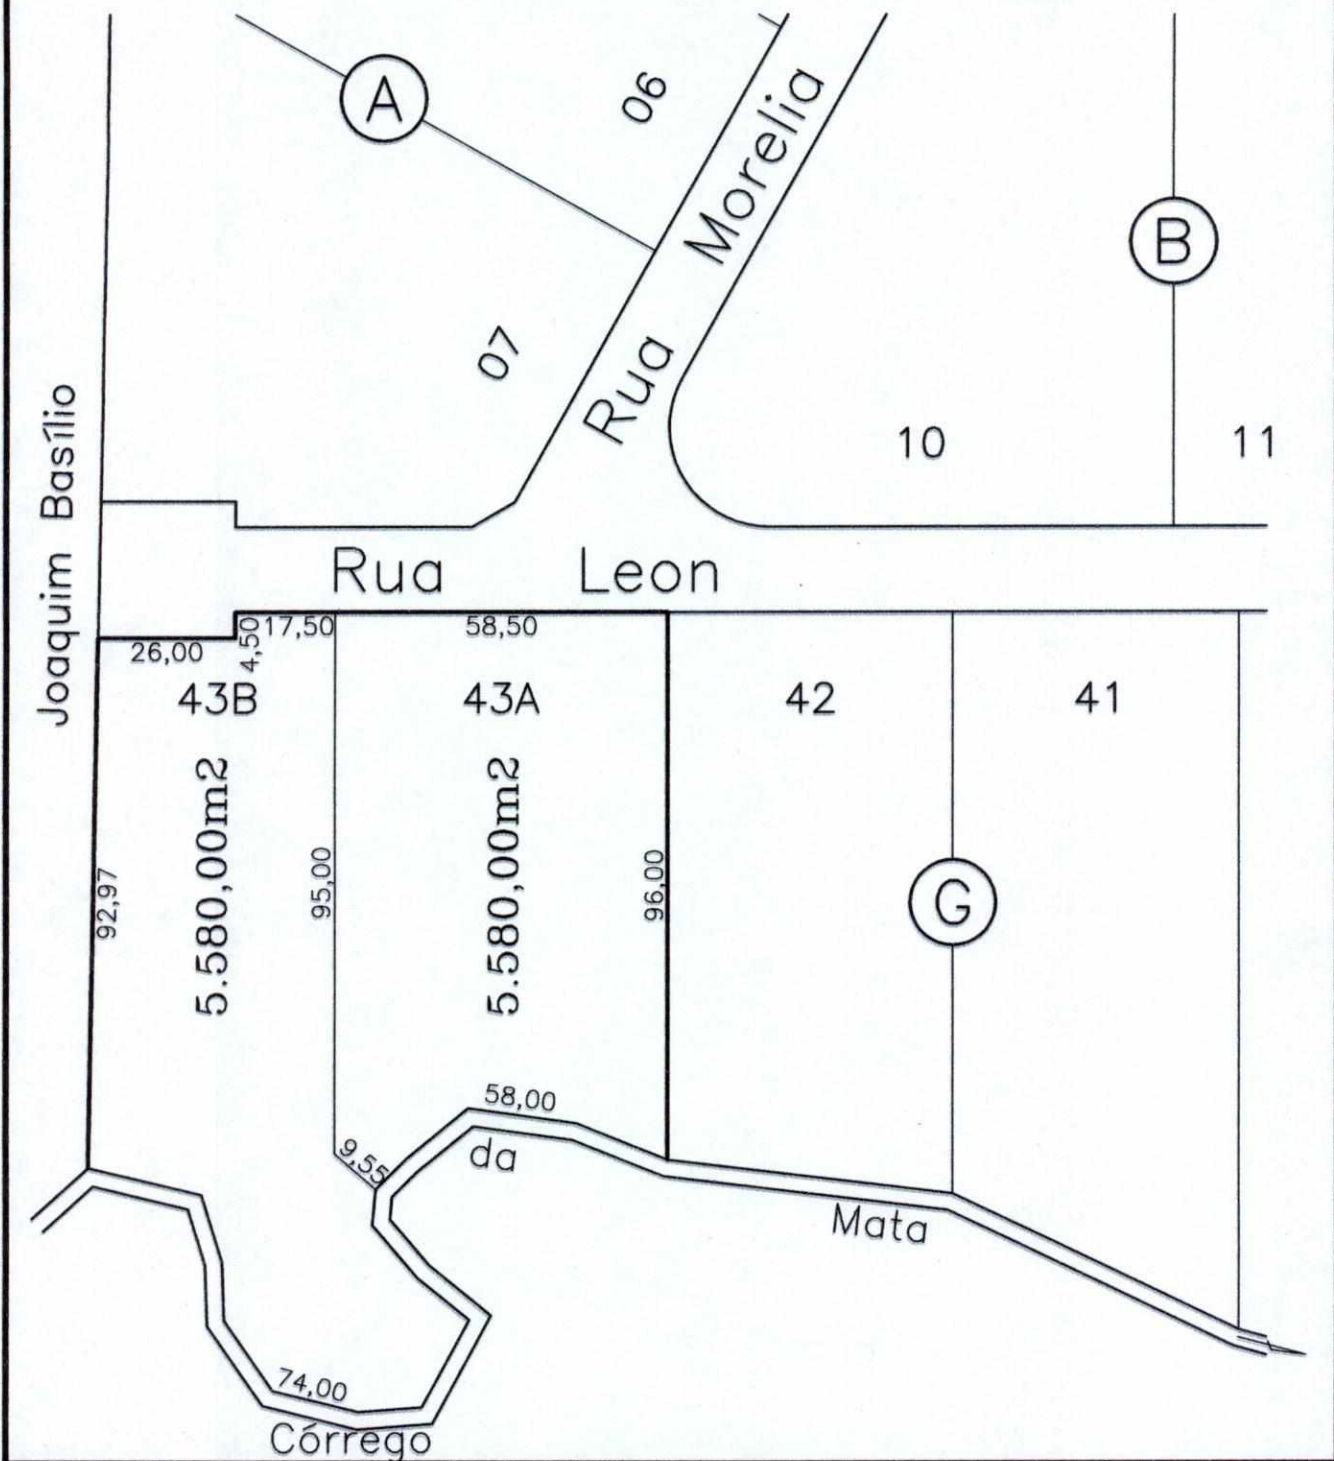 A
06
Rua Morelia
B
07
10
11
Joaquim Basílio
Rua Leon
26,00
4,50
17,50
58,50
43B
43A
42
41
5.580,00m2
5.580,00m2
92,97
95,00
96,00
G
58,00
9,55
da
Mata
74,00
Córrego